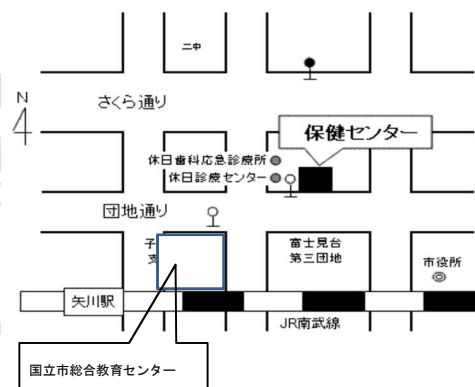 二中
N
さくら通り
保健センター
休日歯科応急診療所
休日診療センター
団地通り
子
支
富士見台
第三団地
市役所
矢川駅
JR南武線
国立市総合教育センター